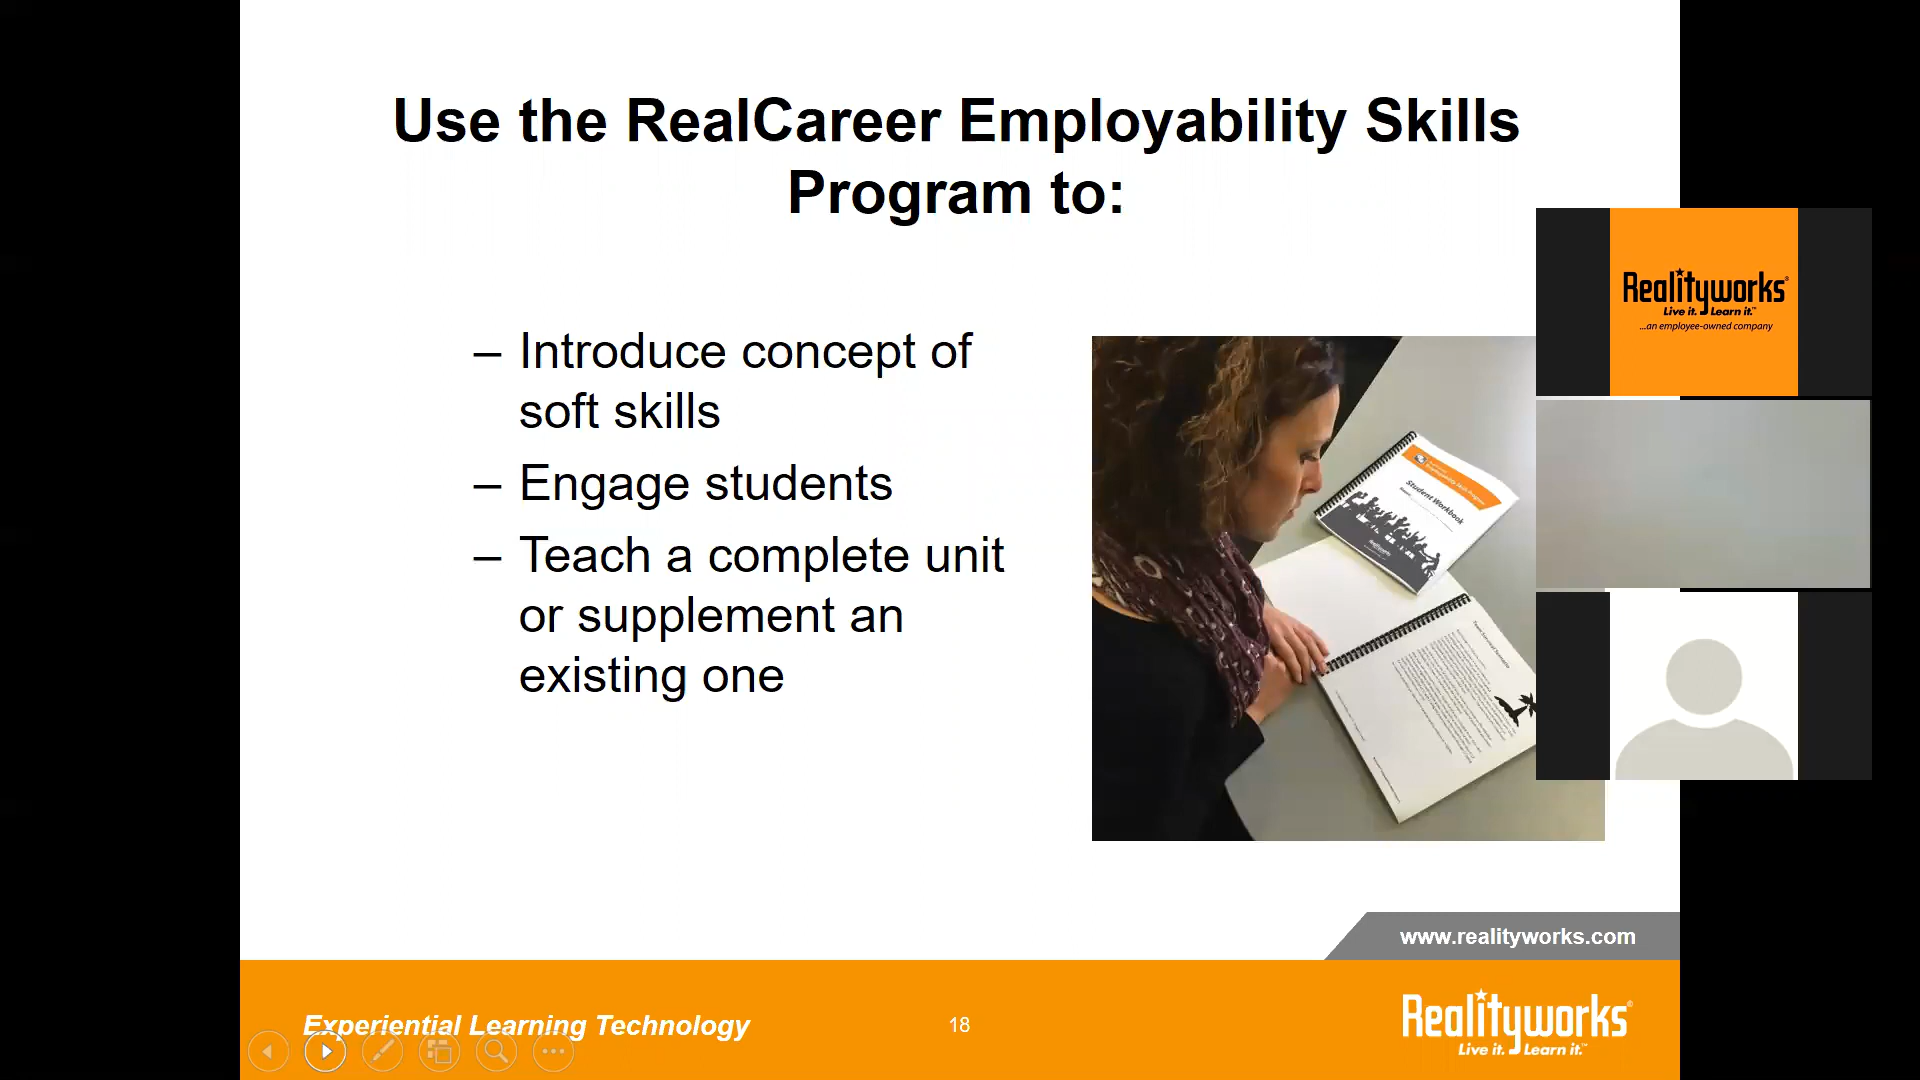 Use the RealCareer Employability Skills
Program to:
– Introduce concept of
soft skills
– Engage students
– Teach a complete unit
or supplement an
existing one
Student Workbook
Realityworks®
Live it. Learn it.™
...an employee-owned company
www.realityworks.com
Experiential Learning Technology
18
Realityworks®
Live it. Learn it.™